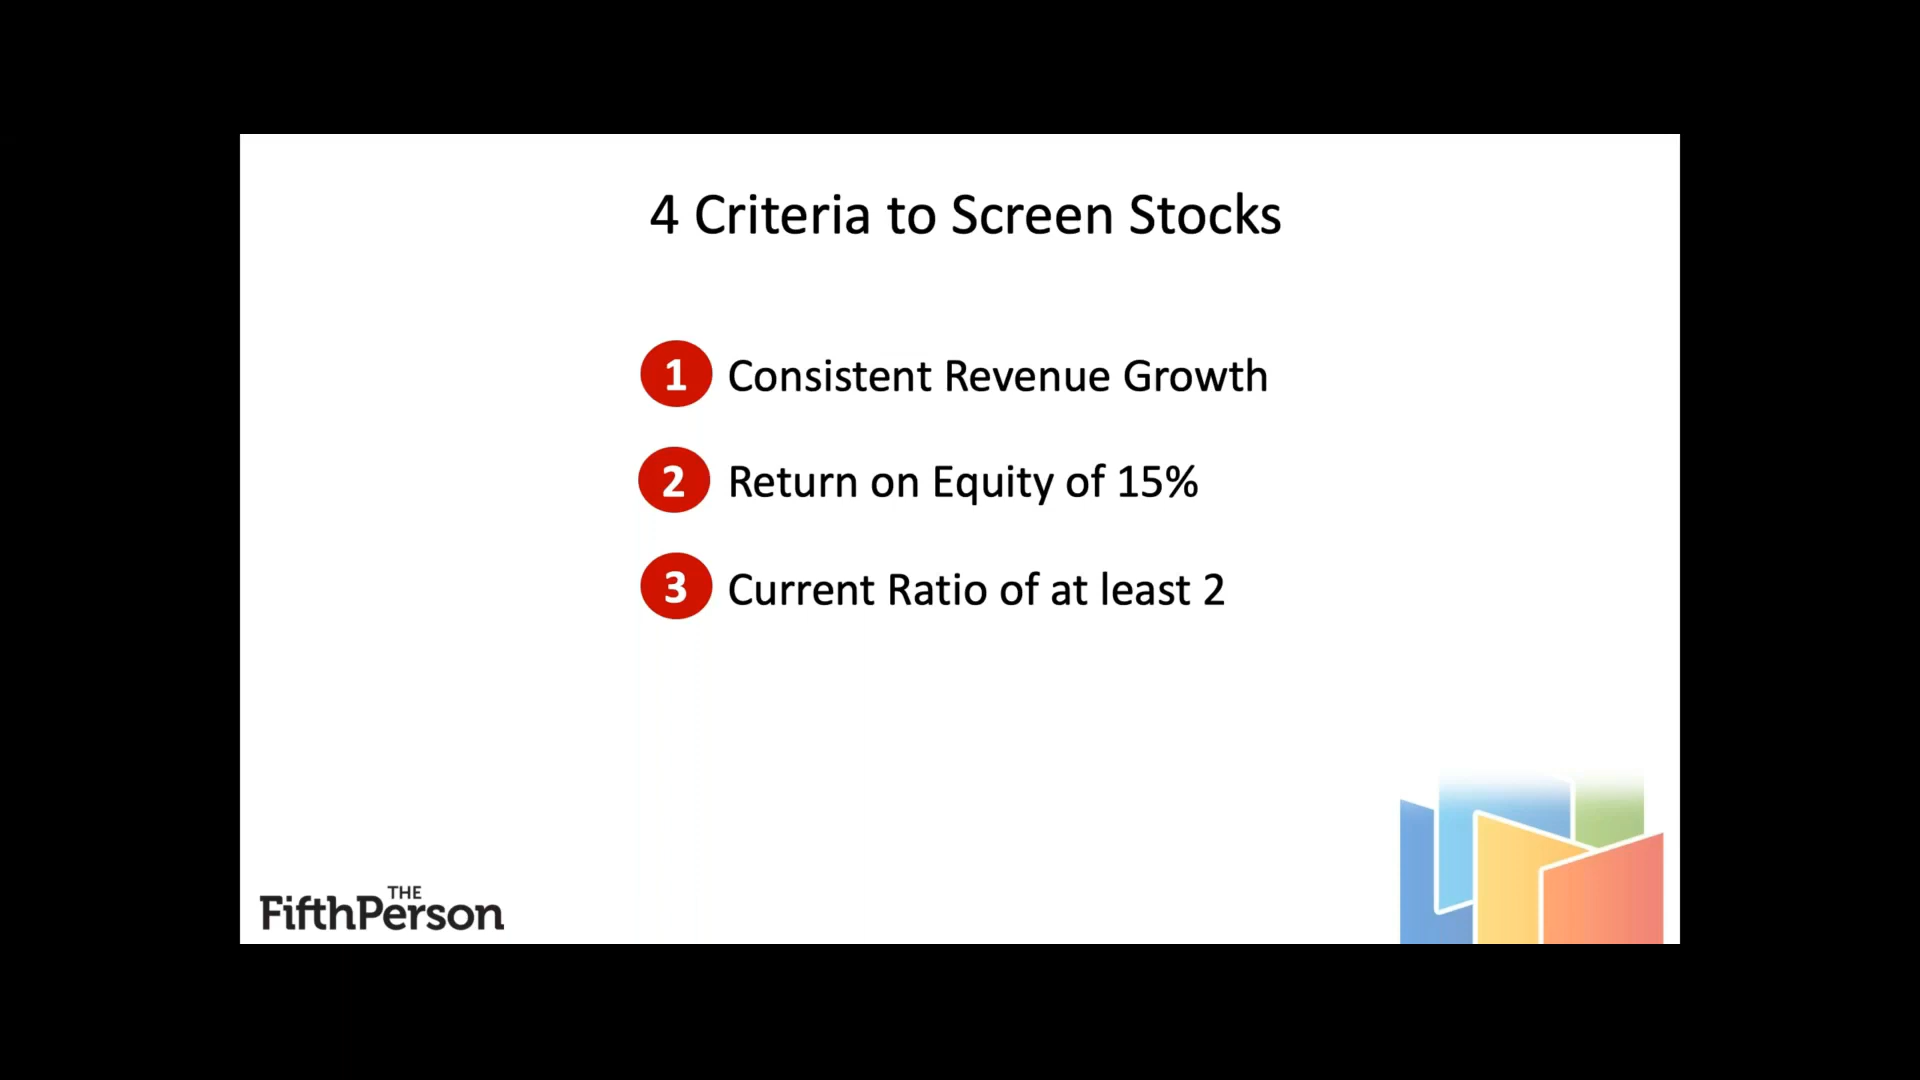 4 Criteria to Screen Stocks
1 Consistent Revenue Growth
2 Return on Equity of 15%
3 Current Ratio of at least 2
THE
FifthPerson